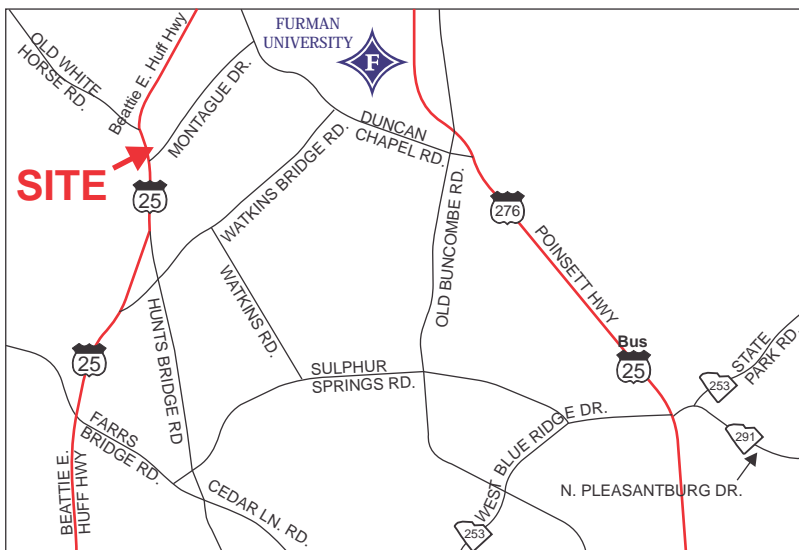 FURMAN
UNIVERSITY
F
OLD WHITE
HORSE RD.
Beattie E. Huff Hwy
MONTAGUE DR.
SITE
25
WATKINS BRIDGE RD.
DUNCAN
CHAPEL RD.
OLD BUNCOMBE RD.
276
POINSETT HWY
WATKINS RD.
HUNTS BRIDGE RD
25
Bus
25
STATE
PARK RD.
253
SULPHUR
SPRINGS RD.
FARRS
BRIDGE RD.
WEST BLUE RIDGE DR.
291
N. PLEASANTBURG DR.
BEATTIE E.
HUFF HWY
CEDAR LN. RD.
253